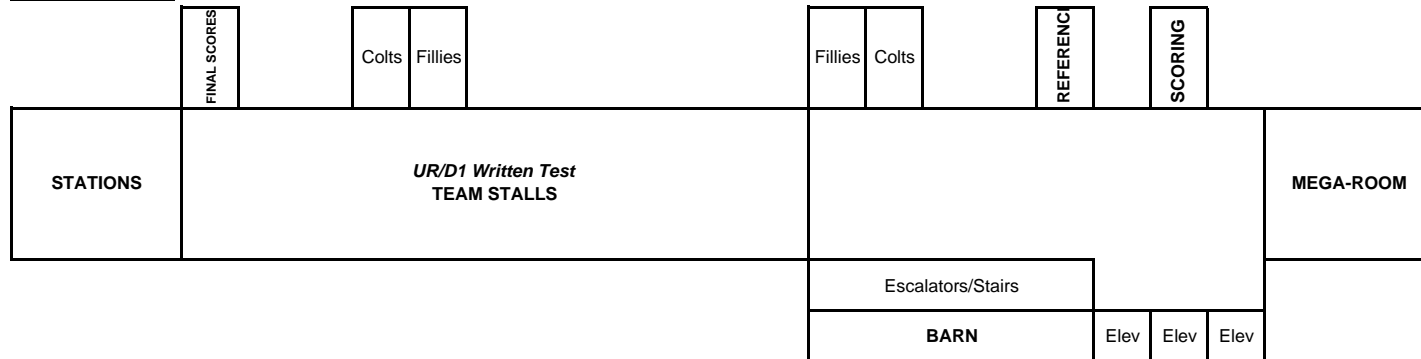 FINAL SCORES
Colts
Fillies
Fillies
Colts
REFERENC
SCORING
STATIONS
UR/D1 Written Test
TEAM STALLS
MEGA-ROOM
Escalators/Stairs
BARN
Elev
Elev
Elev